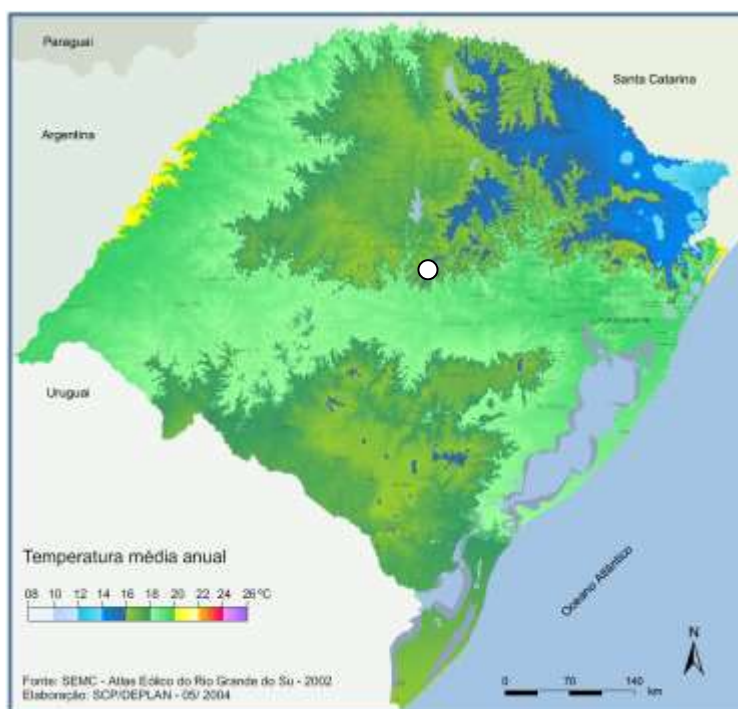 Paraguai
Santa Catarina
Argentina
Uruguai
Oceano Atlântico
Temperatura média anual
08 10 12 14 16 18 20 22 24 26°C
N
0 70 140
km
Fonte: SEMC - Atlas Eólico do Rio Grande do Su - 2002
Elaboração: SCP/DEPLAN - 05/ 2004